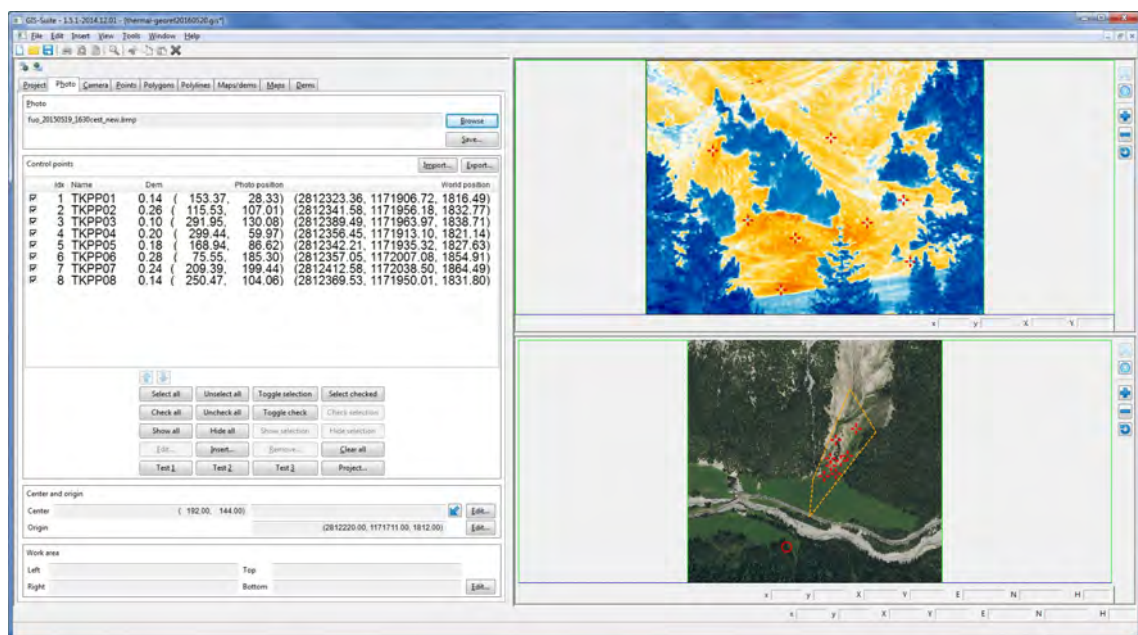 GIS-Suite - 1.5.1-2014.12.01 - [thermal-georef20160520.gis*]
File Edit Insert View Tools Window Help
Project Photo Camera Points Polygons Polylines Maps/dems Maps Dems
Photo
fuo_20150519_1630cest_new.bmp Browse
Save...
Control points Import... Export...
Idx Name Dem Photo position World position
1 TKPP01 0.14 ( 153.37, 28.33) (2812323.36, 1171906.72, 1816.49)
2 TKPP02 0.26 ( 115.53, 107.01) (2812341.58, 1171956.18, 1832.77)
3 TKPP03 0.10 ( 291.95, 130.08) (2812389.49, 1171963.97, 1838.71)
4 TKPP04 0.20 ( 299.44, 59.97) (2812356.45, 1171913.10, 1821.14)
5 TKPP05 0.18 ( 168.94, 86.62) (2812342.21, 1171935.32, 1827.63)
6 TKPP06 0.28 ( 75.55, 185.30) (2812357.05, 1172007.08, 1854.91)
7 TKPP07 0.24 ( 209.39, 199.44) (2812412.58, 1172038.50, 1864.49)
8 TKPP08 0.14 ( 250.47, 104.06) (2812369.53, 1171950.01, 1831.80)
Select all Unselect all Toggle selection Select checked
Check all Uncheck all Toggle check Check selection
Show all Hide all Show selection Hide selection
Edit... Insert... Remove... Clear all
Test 1 Test 2 Test 3 Project...
Center and origin
Center ( 192.00, 144.00) Edit...
Origin (2812220.00, 1171711.00, 1812.00) Edit...
Work area
Left Top
Right Bottom Edit...
x y X Y
x y X Y E N H
x y X Y E N H